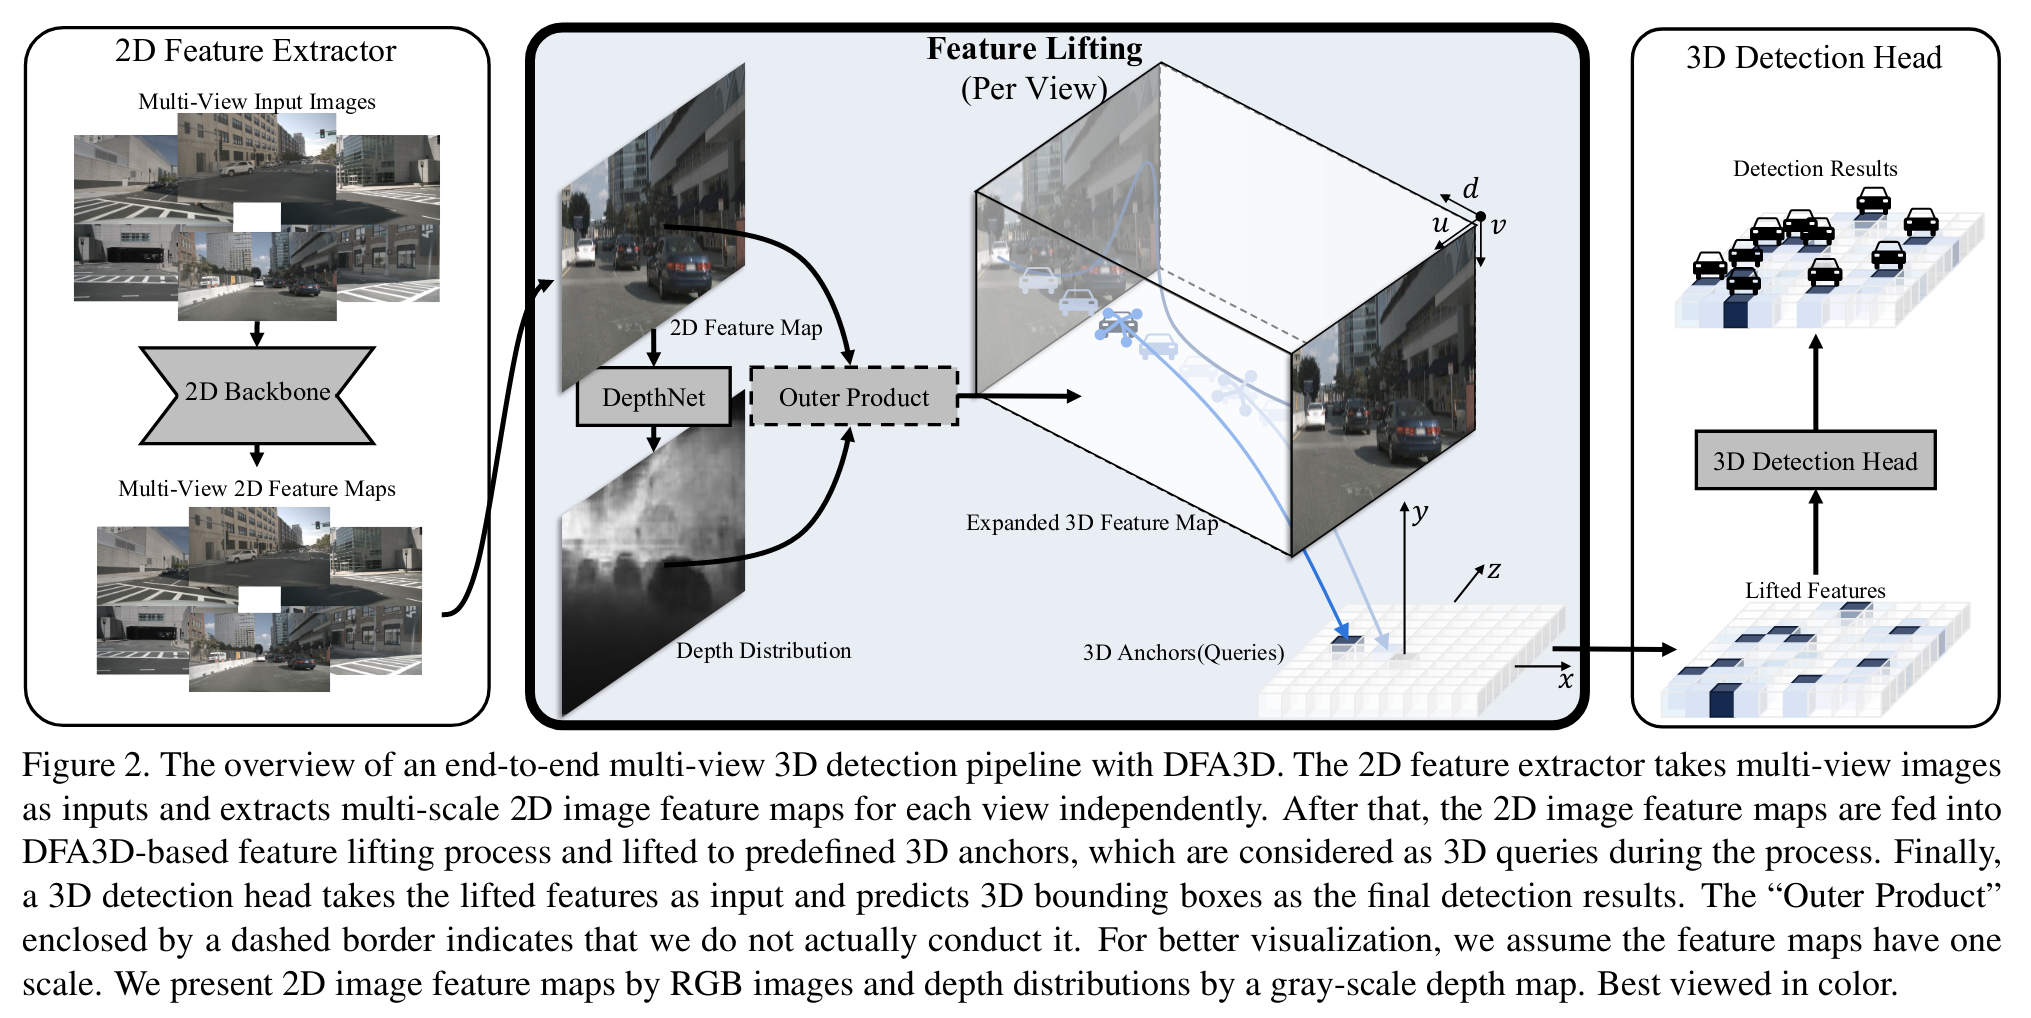 2D Feature Extractor
Multi-View Input Images
2D Backbone
Multi-View 2D Feature Maps
Feature Lifting
(Per View)
2D Feature Map
DepthNet
Outer Product
Depth Distribution
Expanded 3D Feature Map
d
u
v
y
z
x
3D Anchors(Queries)
3D Detection Head
Detection Results
3D Detection Head
Lifted Features
Figure 2. The overview of an end-to-end multi-view 3D detection pipeline with DFA3D. The 2D feature extractor takes multi-view images
as inputs and extracts multi-scale 2D image feature maps for each view independently. After that, the 2D image feature maps are fed into
DFA3D-based feature lifting process and lifted to predefined 3D anchors, which are considered as 3D queries during the process. Finally,
a 3D detection head takes the lifted features as input and predicts 3D bounding boxes as the final detection results. The “Outer Product”
enclosed by a dashed border indicates that we do not actually conduct it. For better visualization, we assume the feature maps have one
scale. We present 2D image feature maps by RGB images and depth distributions by a gray-scale depth map. Best viewed in color.